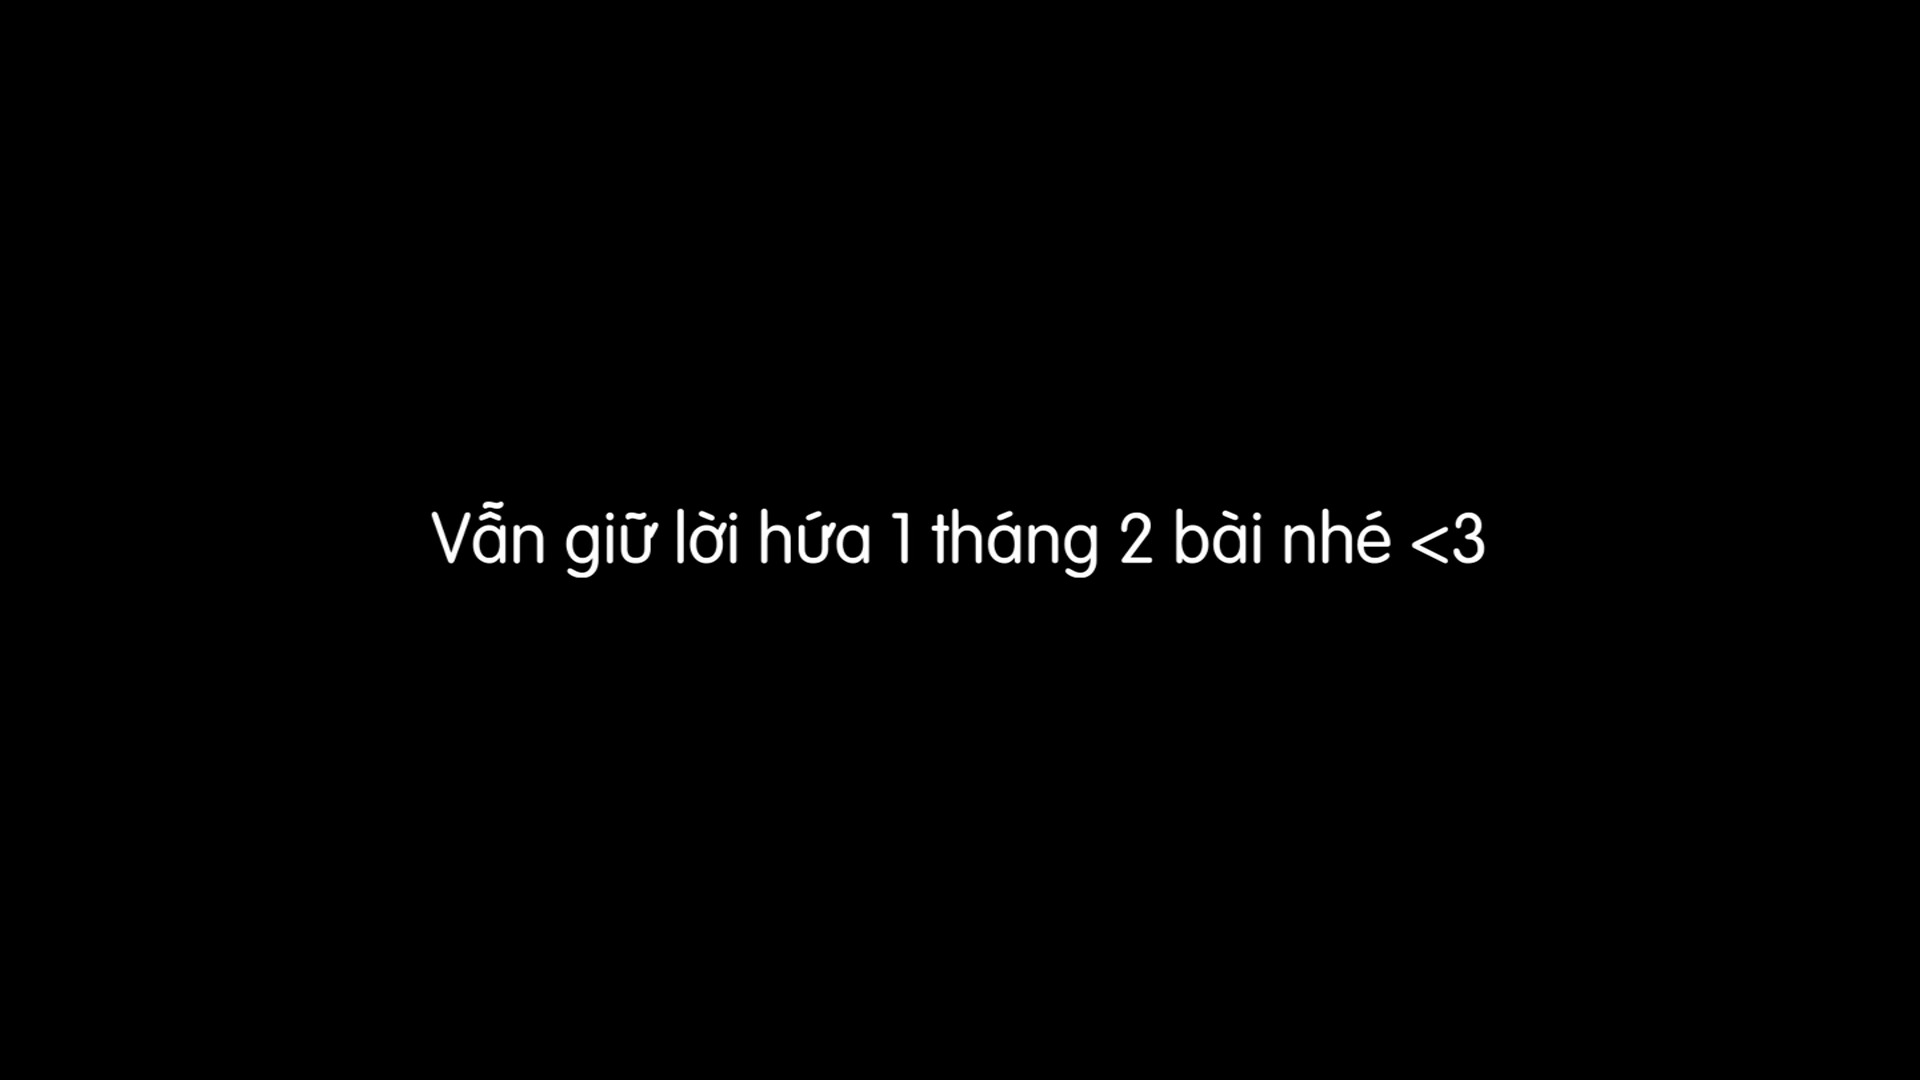 Vẫn giữ lời hứa 1 tháng 2 bài nhé <3